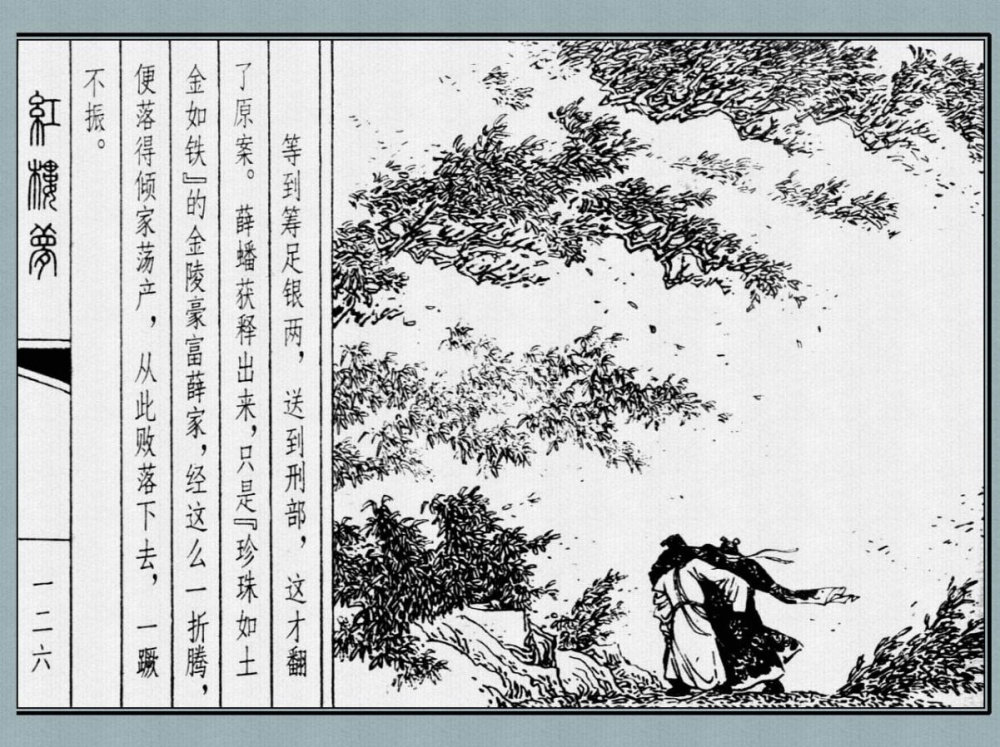 等到筹足银两，送到刑部，这才翻
了原案。薛蟠获释出来，只是『珍珠如土
金如铁』的金陵豪富薛家，经这么一折腾，
便落得倾家荡产，从此败落下去，一蹶
不振。
紅樓夢
一二六